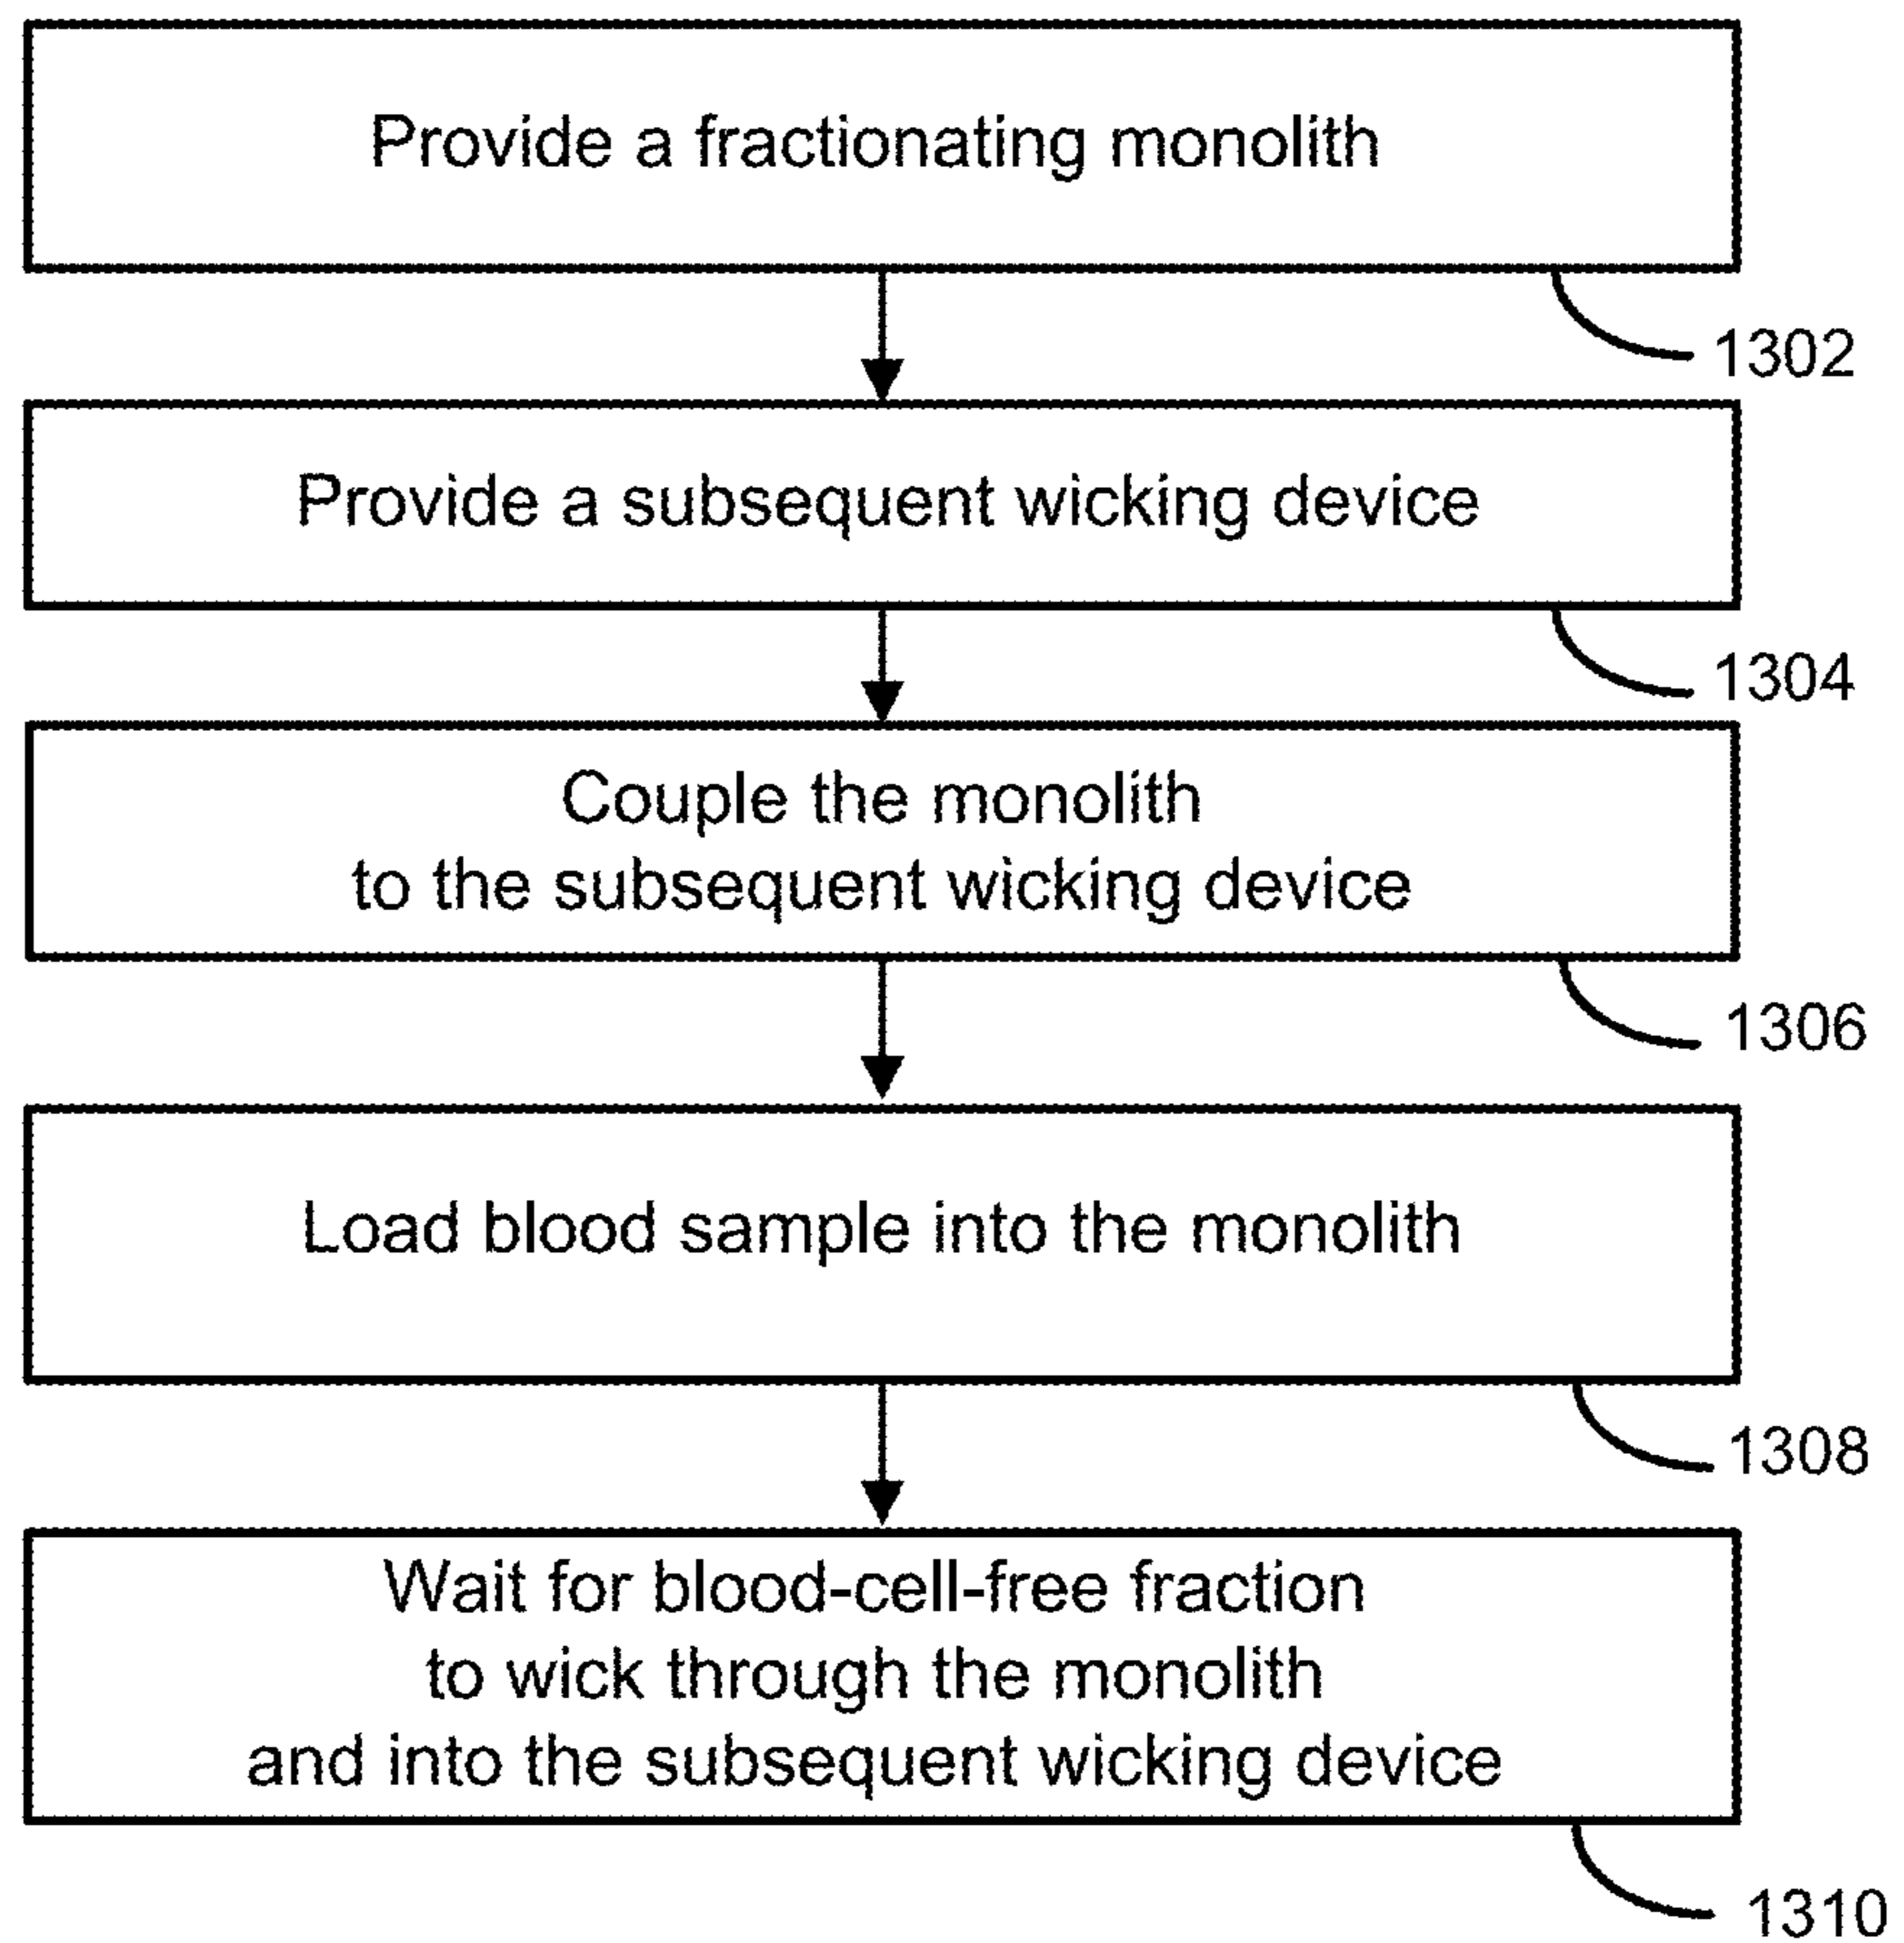 Provide a fractionating monolith
1302
Provide a subsequent wicking device
1304
Couple the monolith
to the subsequent wicking device
1306
Load blood sample into the monolith
1308
Wait for blood-cell-free fraction
to wick through the monolith
and into the subsequent wicking device
1310